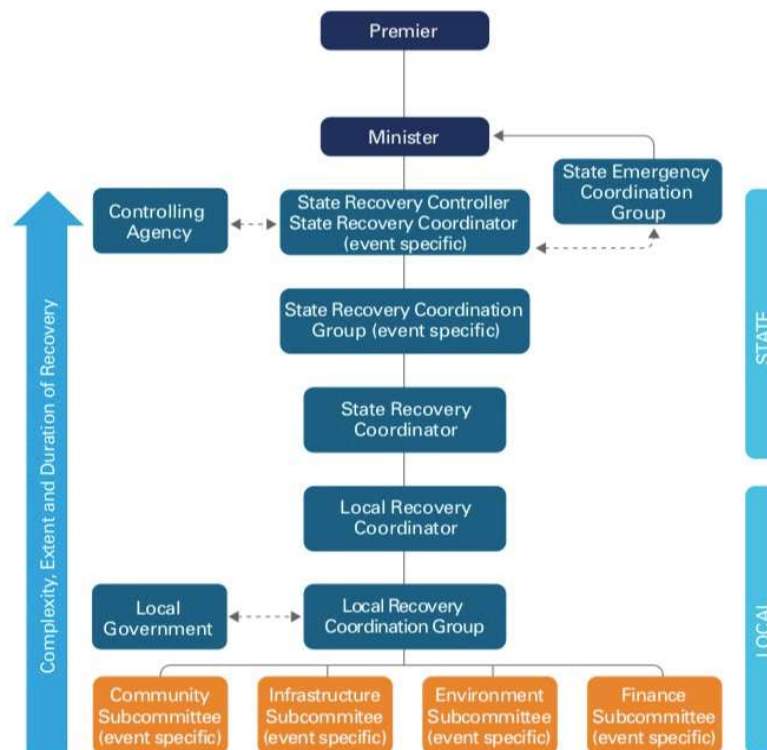 Premier
Minister
State Emergency
Coordination
Group
Controlling
Agency
State Recovery Controller
State Recovery Coordinator
(event specific)
State Recovery Coordination
Group (event specific)
State Recovery
Coordinator
Local Recovery
Coordinator
Local
Government
Local Recovery
Coordination Group
Community
Subcommittee
(event specific)
Infrastructure
Subcommitee
(event specific)
Environment
Subcommittee
(event specific)
Finance
Subcommittee
(event specific)
Complexity, Extent and Duration of Recovery
STATE
LOCAL